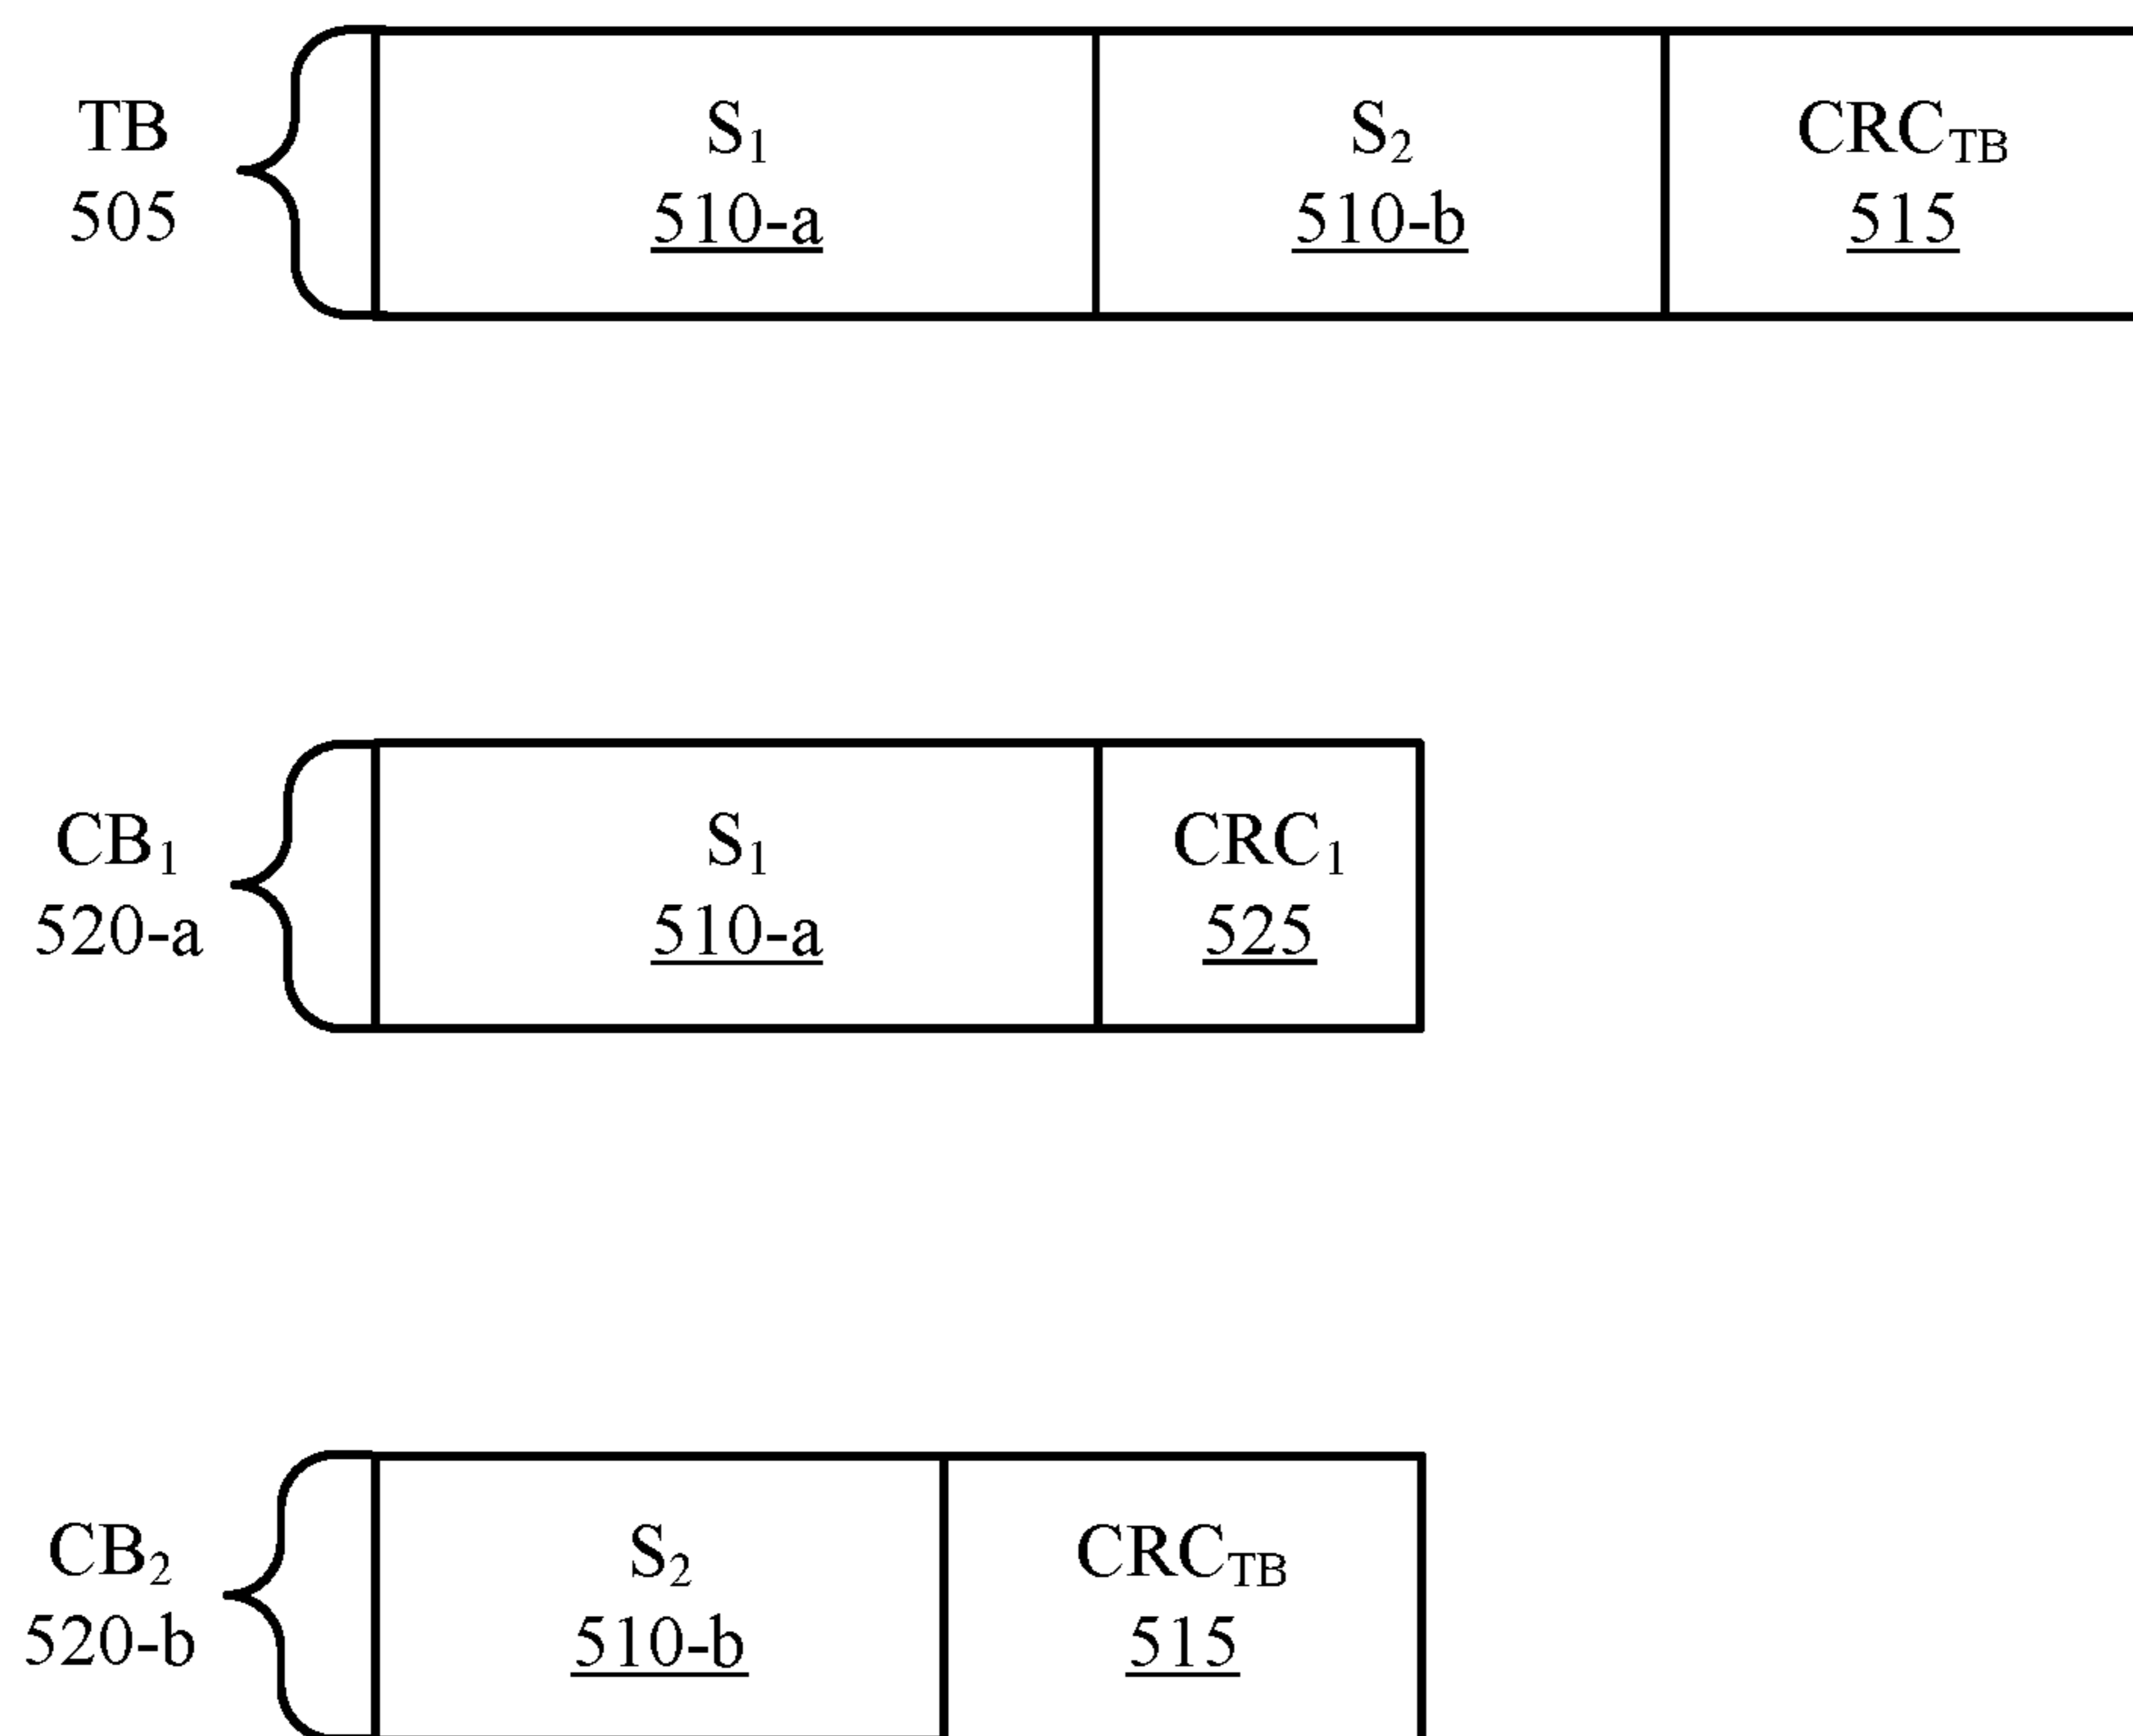 TB
505
S₁
510-a
S₂
510-b
CRC_TB
515
CB₁
520-a
S₁
510-a
CRC₁
525
CB₂
520-b
S₂
510-b
CRC_TB
515